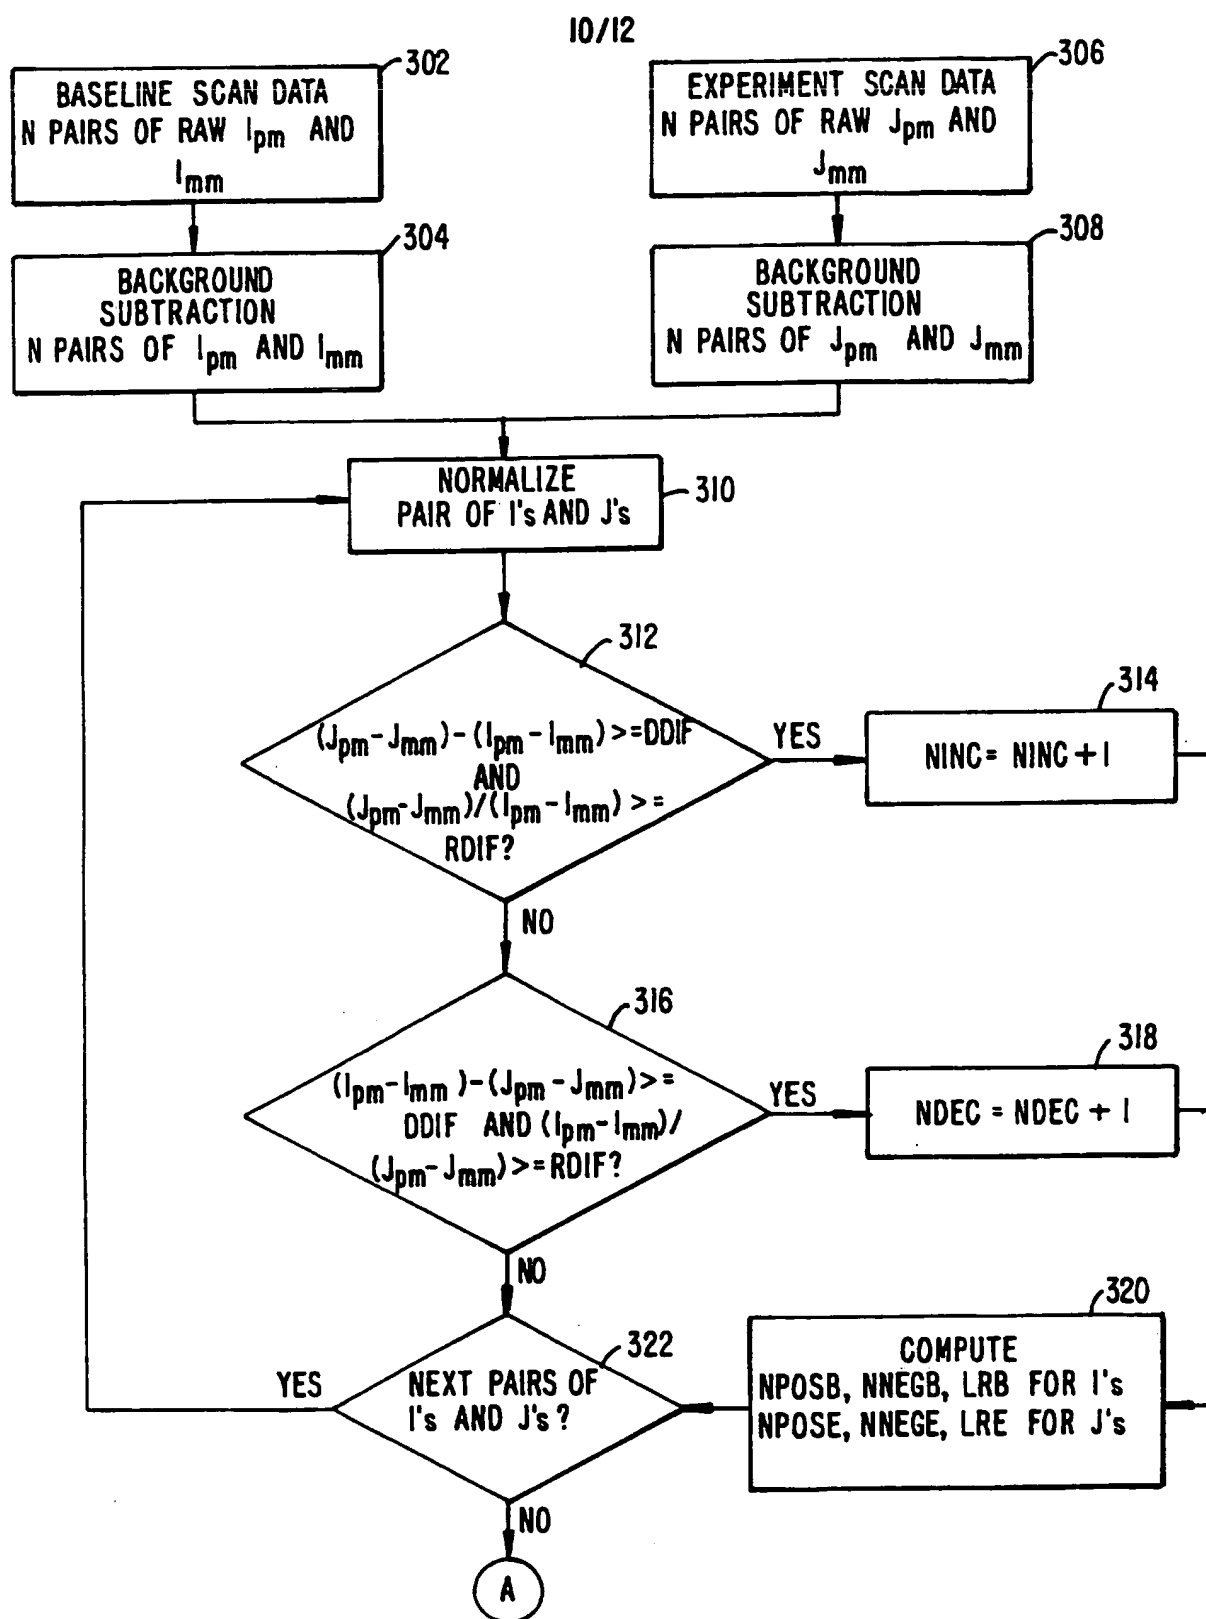 10/12
302
BASELINE SCAN DATA
N PAIRS OF RAW Ipm AND
Imm
306
EXPERIMENT SCAN DATA
N PAIRS OF RAW Jpm AND
Jmm
304
BACKGROUND
SUBTRACTION
N PAIRS OF Ipm AND Imm
308
BACKGROUND
SUBTRACTION
N PAIRS OF Jpm AND Jmm
NORMALIZE
PAIR OF I's AND J's
310
312
(Jpm-Jmm)-(Ipm-Imm)>=DDIF
AND
(Jpm-Jmm)/(Ipm-Imm)>=
RDIF?
YES
314
NINC= NINC+1
NO
316
(Ipm-Imm)-(Jpm-Jmm)>=
DDIF AND (Ipm-Imm)/
(Jpm-Jmm)>=RDIF?
YES
318
NDEC = NDEC + 1
NO
322
NEXT PAIRS OF
I's AND J's?
YES
320
COMPUTE
NPOSB, NNEGB, LRB FOR I's
NPOSE, NNEGE, LRE FOR J's
NO
A